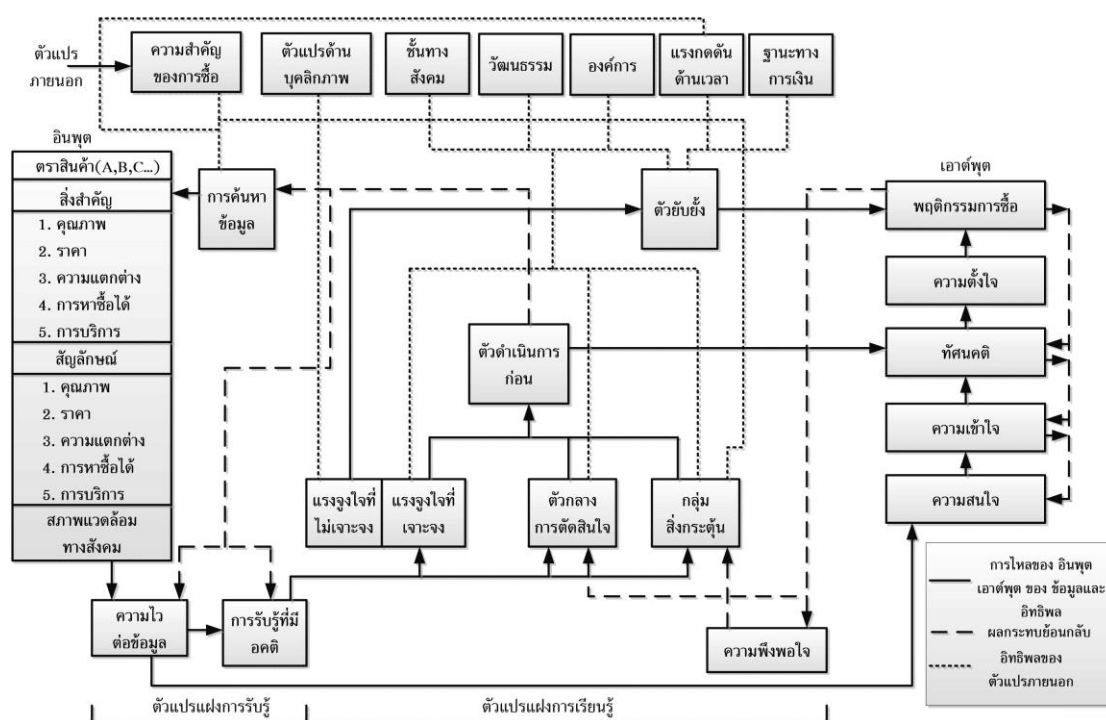 ตัวแปร
ภายนอก
ความสำคัญ
ของการซื้อ
ตัวแปรด้าน
บุคลิกภาพ
ชั้นทาง
สังคม
วัฒนธรรม
องค์การ
แรงกดดัน
ด้านเวลา
ฐานะทาง
การเงิน
อินพุต
ตราสินค้า(A,B,C...)
สิ่งสำคัญ
1. คุณภาพ
2. ราคา
3. ความแตกต่าง
4. การหาซื้อได้
5. การบริการ
สัญลักษณ์
1. คุณภาพ
2. ราคา
3. ความแตกต่าง
4. การหาซื้อได้
5. การบริการ
สภาพแวดล้อม
ทางสังคม
การค้นหา
ข้อมูล
ตัวยับยั้ง
เอาต์พุต
พฤติกรรมการซื้อ
ความตั้งใจ
ทัศนคติ
ความเข้าใจ
ความสนใจ
ตัวดำเนินการ
ก่อน
แรงจูงใจที่
ไม่เจาะจง
แรงจูงใจที่
เจาะจง
ตัวกลาง
การตัดสินใจ
กลุ่ม
สิ่งกระตุ้น
ความไว
ต่อข้อมูล
การรับรู้ที่มี
อคติ
ความพึงพอใจ
การไหลของ อินพุต
เอาต์พุต ของ ข้อมูลและ
อิทธิพล
ผลกระทบย้อนกลับ
อิทธิพลของ
ตัวแปรภายนอก
ตัวแปรแฝงการรับรู้
ตัวแปรแฝงการเรียนรู้